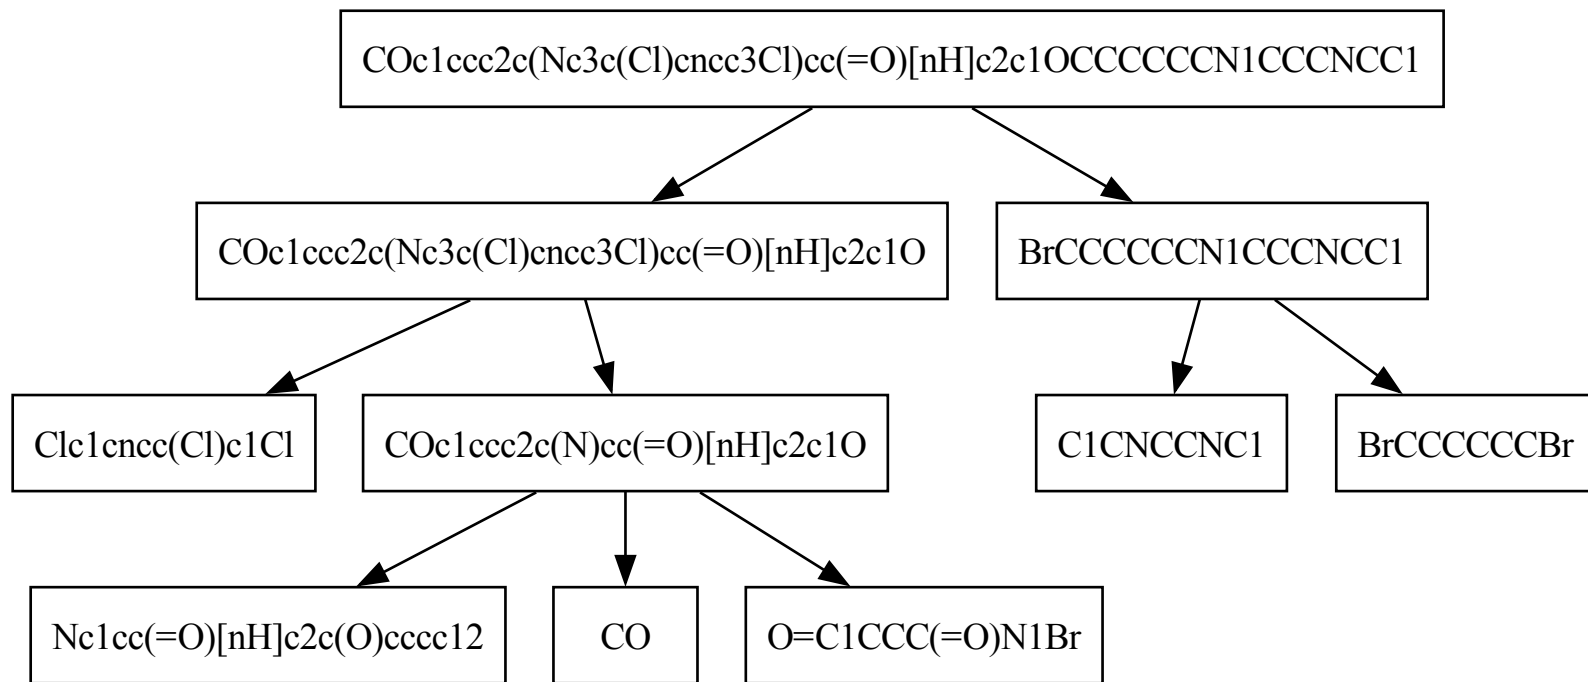 COc1ccc2c(Nc3c(Cl)cncc3Cl)cc(=O)[nH]c2c1OCCCCCCN1CCCNCC1
COc1ccc2c(Nc3c(Cl)cncc3Cl)cc(=O)[nH]c2c1O
BrCCCCCCN1CCCNCC1
Clc1cncc(Cl)c1Cl
COc1ccc2c(N)cc(=O)[nH]c2c1O
C1CNCCNC1
BrCCCCCCBr
Nc1cc(=O)[nH]c2c(O)cccc12
CO
O=C1CCC(=O)N1Br